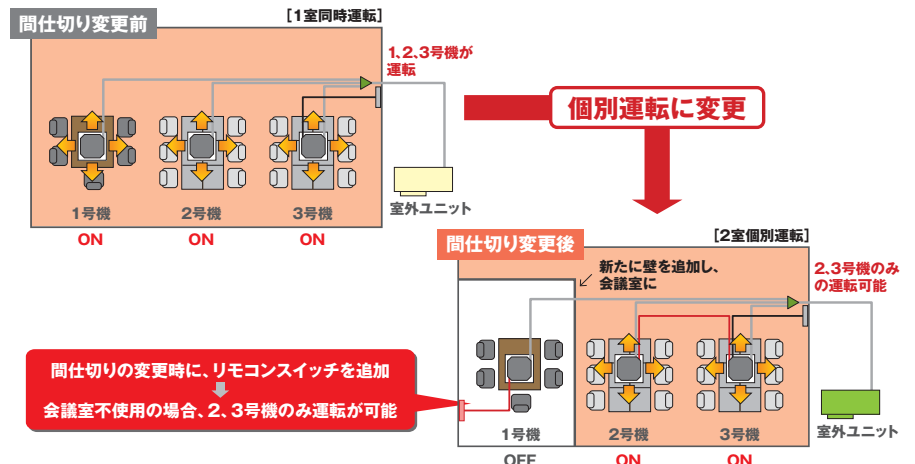 間仕切り変更前
[1室同時運転]
1、2、3号機が
運転
1号機
2号機
3号機
ON
ON
ON
室外ユニット
個別運転に変更
間仕切り変更後
[2室個別運転]
新たに壁を追加し、
会議室に
2、3号機のみ
の運転可能
間仕切りの変更時に、リモコンスイッチを追加
会議室不使用の場合、2、3号機のみ運転が可能
1号機
2号機
3号機
OFF
ON
ON
室外ユニット